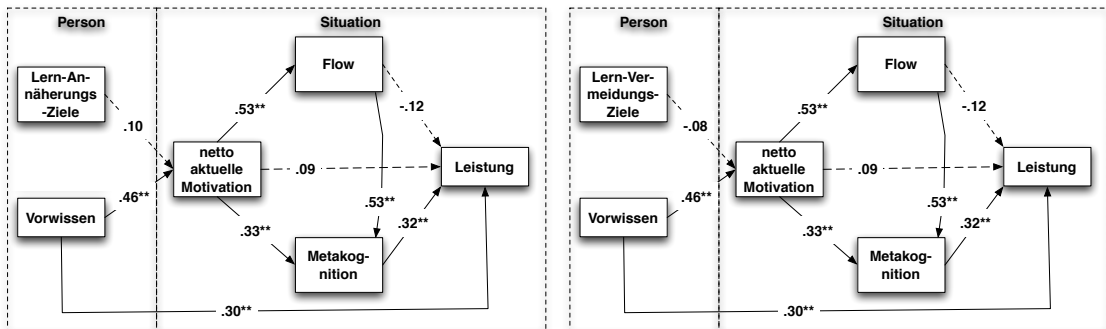 Person
Situation
Flow
Lern-An-
näherungs
-Ziele
.53**
-.12
.10
netto
aktuelle
Motivation
.09
Leistung
.46**
Vorwissen
.53**
.33**
.32**
Metakog-
nition
.30**
Person
Situation
Flow
Lern-Ver-
meidungs-
Ziele
.53**
-.12
-.08
netto
aktuelle
Motivation
.09
Leistung
.46**
Vorwissen
.53**
.33**
.32**
Metakog-
nition
.30**